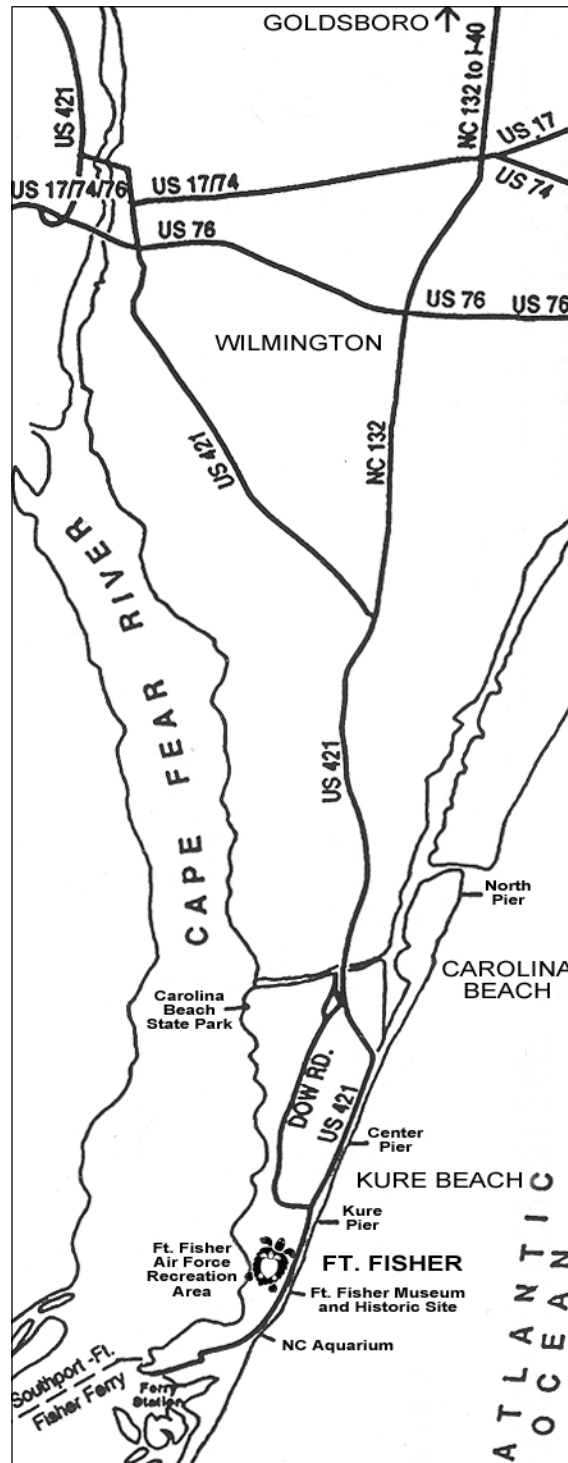 GOLDSBORO
NC 132 to I-40
US 421
US 17
US 74
US 17/74/76
US 17/74
US 76
US 76
US 76
WILMINGTON
US 421
NC 132
CAPE FEAR RIVER
US 421
North
Pier
CAROLINA
BEACH
Carolina
Beach
State Park
DOW RD.
US 421
Center
Pier
KURE BEACH
Kure
Pier
Ft. Fisher
Air Force
Recreation
Area
FT. FISHER
Ft. Fisher Museum
and Historic Site
NC Aquarium
ATLANTIC
OCEAN
Southport-Ft.
Fisher Ferry
Ferry
Station